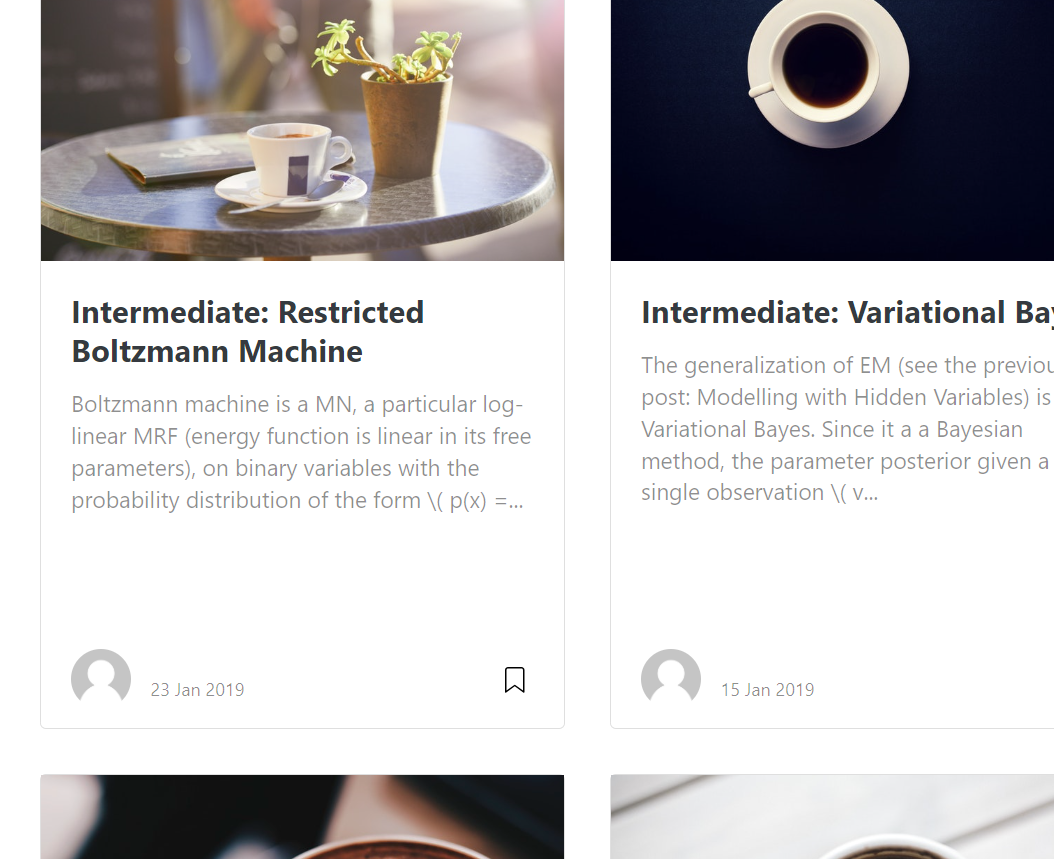 Intermediate: Restricted
Boltzmann Machine
Boltzmann machine is a MN, a particular log-
linear MRF (energy function is linear in its free
parameters), on binary variables with the
probability distribution of the form \( p(x) =...
23 Jan 2019
Intermediate: Variational
The generalization of EM (see the
post: Modelling with Hidden Variables) is
Variational Bayes. Since it a a Bayesian
method, the parameter posterior given a
single observation \( v...
15 Jan 2019